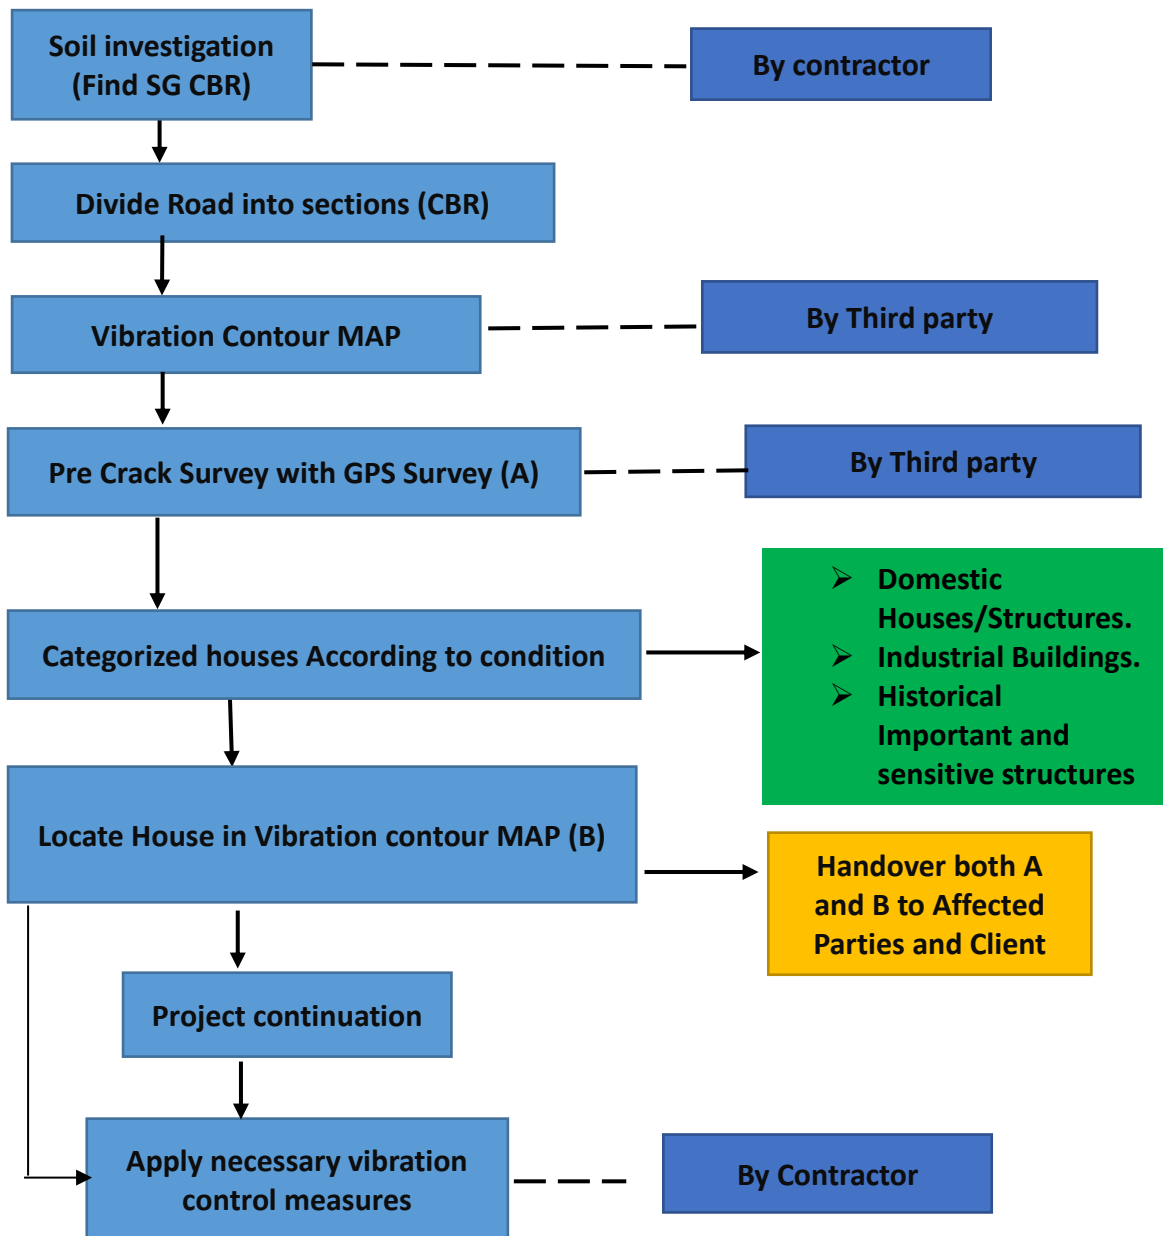 Soil investigation
(Find SG CBR)
By contractor
Divide Road into sections (CBR)
Vibration Contour MAP
By Third party
Pre Crack Survey with GPS Survey (A)
By Third party
Categorized houses According to condition
➢ Domestic
Houses/Structures.
➢ Industrial Buildings.
➢ Historical
Important and
sensitive structures
Locate House in Vibration contour MAP (B)
Handover both A
and B to Affected
Parties and Client
Project continuation
Apply necessary vibration
control measures
By Contractor